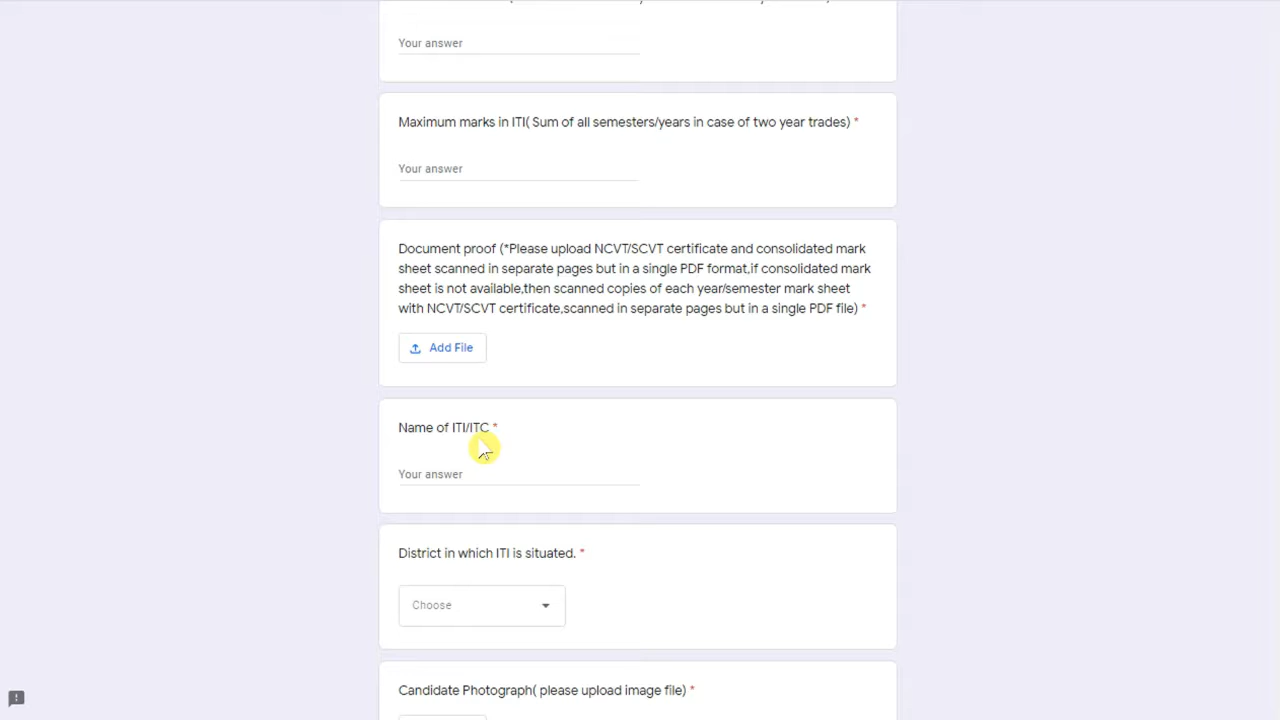 Your answer
Maximum marks in ITI( Sum of all semesters/years in case of two year trades) *
Your answer
Document proof (*Please upload NCVT/SCVT certificate and consolidated mark
sheet scanned in separate pages but in a single PDF format,if consolidated mark
sheet is not available,then scanned copies of each year/semester mark sheet
with NCVT/SCVT certificate,scanned in separate pages but in a single PDF file) *
Add File
Name of ITI/ITC *
Your answer
District in which ITI is situated. *
Choose
Candidate Photograph( please upload image file) *